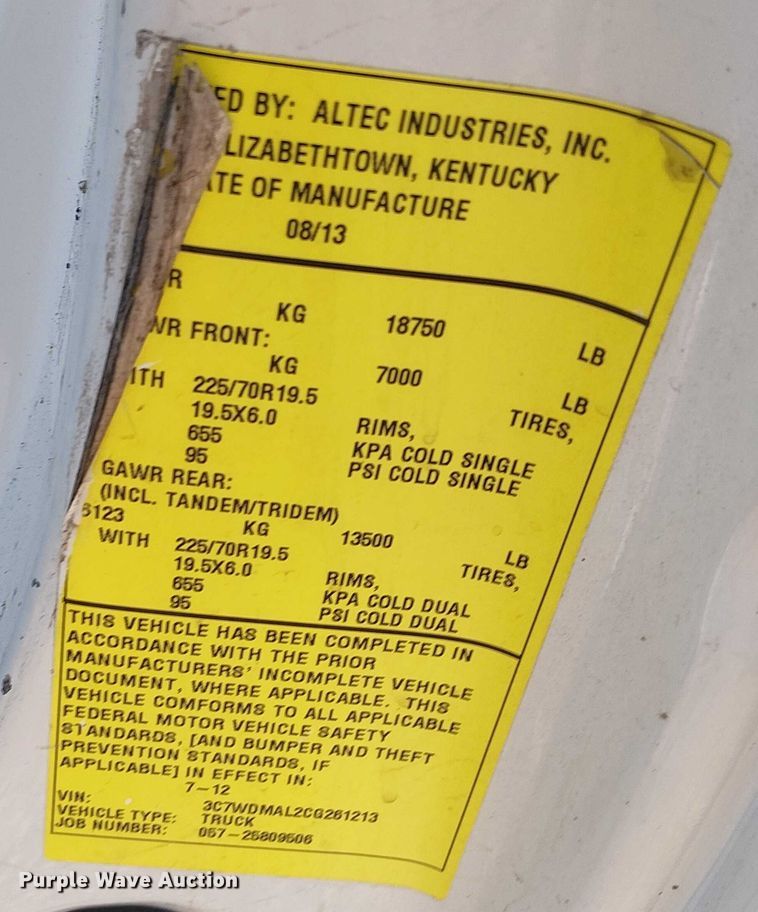 ED BY: ALTEC INDUSTRIES, INC.
LIZABETHTOWN, KENTUCKY
TE OF MANUFACTURE
08/13
R
KG 18750 LB
WR FRONT:
KG 7000 LB
ITH 225/70R19.5 TIRES,
19.5X6.0 RIMS,
655 KPA COLD SINGLE
95 PSI COLD SINGLE
GAWR REAR:
(INCL. TANDEM/TRIDEM)
6123 KG 13500 LB
WITH 225/70R19.5 TIRES,
19.5X6.0 RIMS,
655 KPA COLD DUAL
95 PSI COLD DUAL
THIS VEHICLE HAS BEEN COMPLETED IN
ACCORDANCE WITH THE PRIOR
MANUFACTURERS' INCOMPLETE VEHICLE
DOCUMENT, WHERE APPLICABLE. THIS
VEHICLE COMFORMS TO ALL APPLICABLE
FEDERAL MOTOR VEHICLE SAFETY
STANDARDS, [AND BUMPER AND THEFT
PREVENTION STANDARDS, IF
APPLICABLE] IN EFFECT IN:
7-12
VIN: 3C7WDMAL2CG261213
VEHICLE TYPE: TRUCK
JOB NUMBER: 057-25809506
Purple Wave Auction